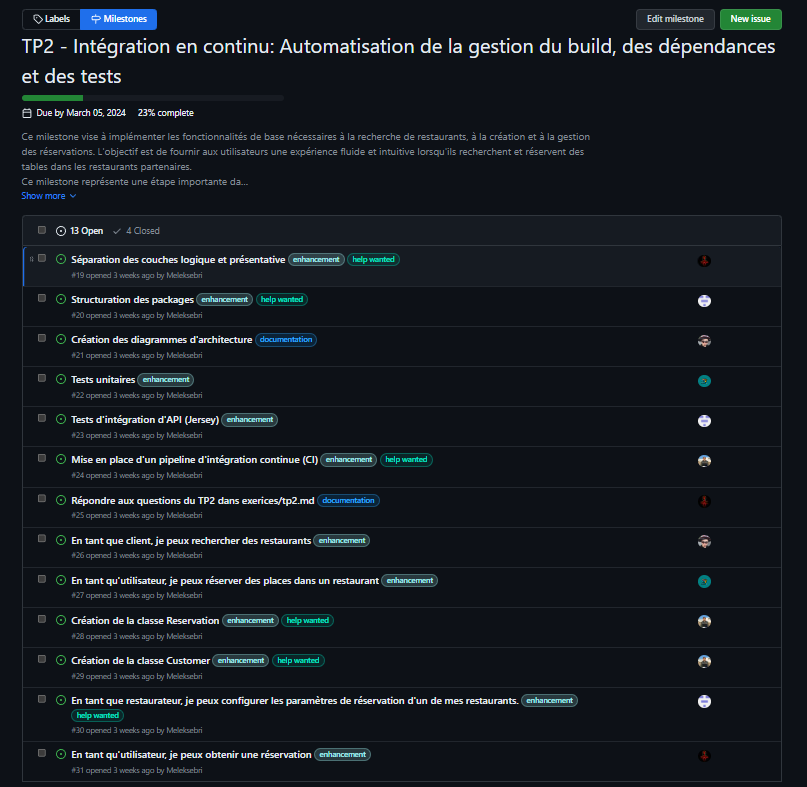 Labels Milestones Edit milestone New issue
TP2 - Intégration en continu: Automatisation de la gestion du build, des dépendances
et des tests
Due by March 05, 2024 23% complete
Ce milestone vise à implémenter les fonctionnalités de base nécessaires à la recherche de restaurants, à la création et à la gestion
des réservations. L'objectif est de fournir aux utilisateurs une expérience fluide et intuitive lorsqu'ils recherchent et réservent des
tables dans les restaurants partenaires.
Ce milestone représente une étape importante da...
Show more
13 Open 4 Closed
Séparation des couches logique et présentative enhancement help wanted
#19 opened 3 weeks ago by Meleksebri
Structuration des packages enhancement help wanted
#20 opened 3 weeks ago by Meleksebri
Création des diagrammes d'architecture documentation
#21 opened 3 weeks ago by Meleksebri
Tests unitaires enhancement
#22 opened 3 weeks ago by Meleksebri
Tests d'intégration d'API (Jersey) enhancement
#23 opened 3 weeks ago by Meleksebri
Mise en place d'un pipeline d'intégration continue (CI) enhancement help wanted
#24 opened 3 weeks ago by Meleksebri
Répondre aux questions du TP2 dans exerices/tp2.md documentation
#25 opened 3 weeks ago by Meleksebri
En tant que client, je peux rechercher des restaurants enhancement
#26 opened 3 weeks ago by Meleksebri
En tant qu'utilisateur, je peux réserver des places dans un restaurant enhancement
#27 opened 3 weeks ago by Meleksebri
Création de la classe Reservation enhancement help wanted
#28 opened 3 weeks ago by Meleksebri
Création de la classe Customer enhancement help wanted
#29 opened 3 weeks ago by Meleksebri
En tant que restaurateur, je peux configurer les paramètres de réservation d'un de mes restaurants. enhancement
help wanted
#30 opened 3 weeks ago by Meleksebri
En tant qu'utilisateur, je peux obtenir une réservation enhancement
#31 opened 3 weeks ago by Meleksebri